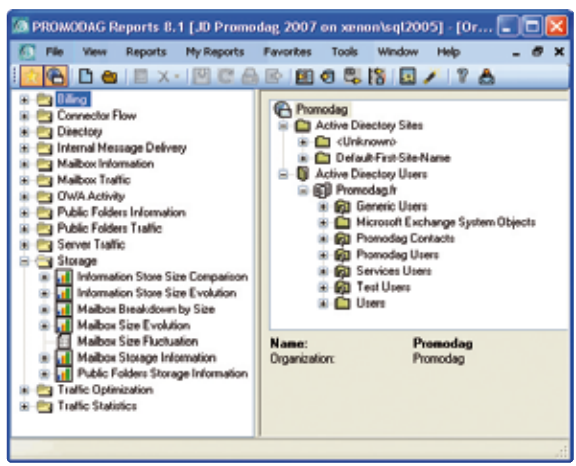 PROMODAG Reports 8.1 [JD Promodag 2007 on xenon\sql2005] - [Or...
File View Reports My Reports Favorites Tools Window Help
Billing
Connector Flow
Directory
Internal Message Delivery
Mailbox Information
Mailbox Traffic
OWA Activity
Public Folders Information
Public Folders Traffic
Server Traffic
Storage
Information Store Size Comparison
Information Store Size Evolution
Mailbox Breakdown by Size
Mailbox Size Evolution
Mailbox Size Fluctuation
Mailbox Storage Information
Public Folders Storage Information
Traffic Optimization
Traffic Statistics
Promodag
Active Directory Sites
<Unknown>
Default-First-Site-Name
Active Directory Users
Promodag.fr
Generic Users
Microsoft Exchange System Objects
Promodag Contacts
Promodag Users
Services Users
Test Users
Users
Name: Promodag
Organization: Promodag